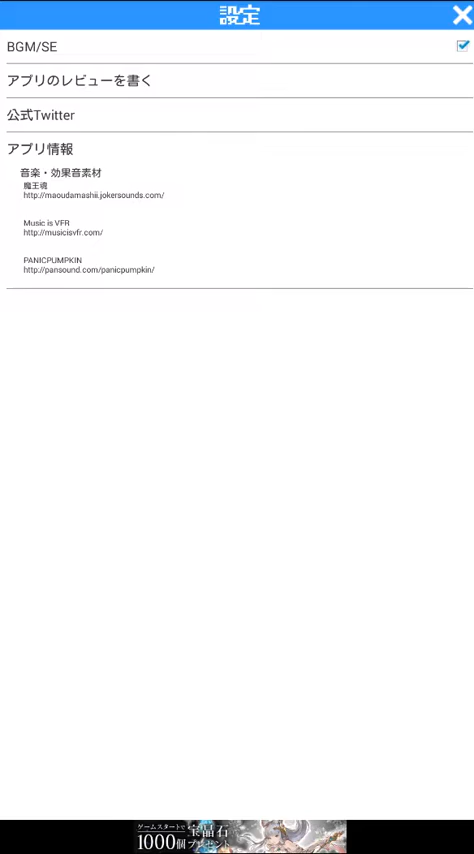 設定
BGM/SE
アプリのレビューを書く
公式Twitter
アプリ情報
音楽・効果音素材
魔王魂
http://maoudamashii.jokersounds.com/
Music is VFR
http://musicisvfr.com/
PANICPUMPKIN
http://pansound.com/panicpumpkin/
ゲームスタートで
宝晶石
1000個プレゼント